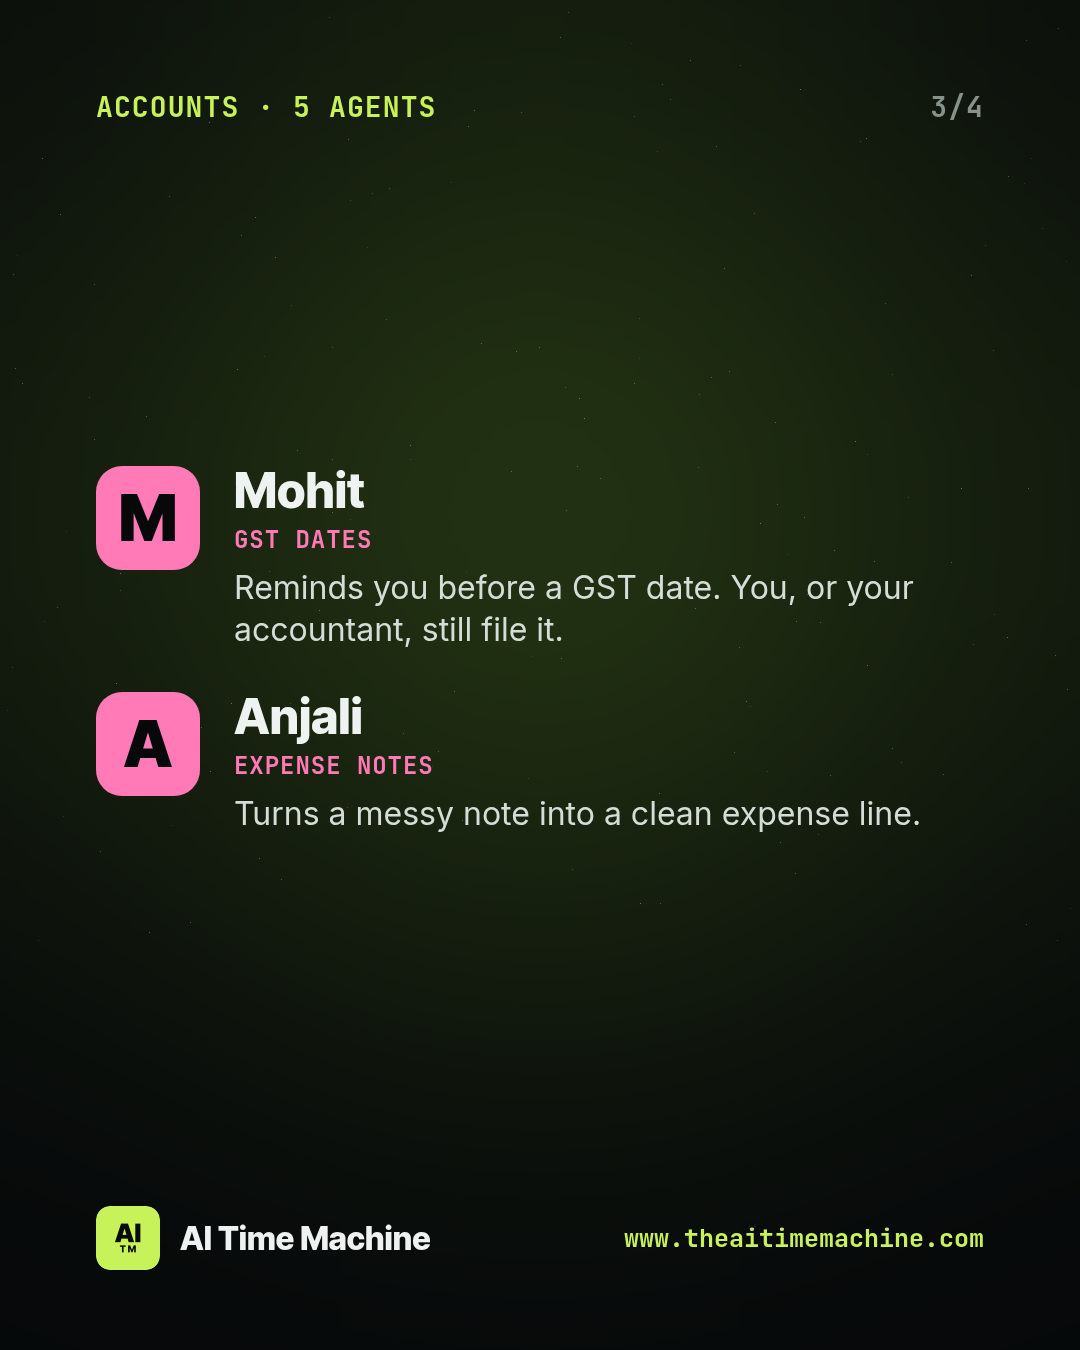 ACCOUNTS · 5 AGENTS
3/4
M
Mohit
GST DATES
Reminds you before a GST date. You, or your
accountant, still file it.
A
Anjali
EXPENSE NOTES
Turns a messy note into a clean expense line.
AI
TM
AI Time Machine
www.theaitimemachine.com